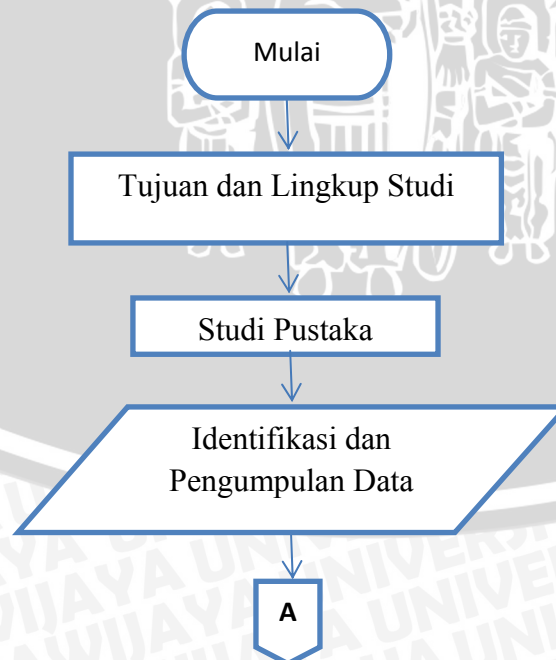 Mulai
Tujuan dan Lingkup Studi
Studi Pustaka
Identifikasi dan
Pengumpulan Data
A